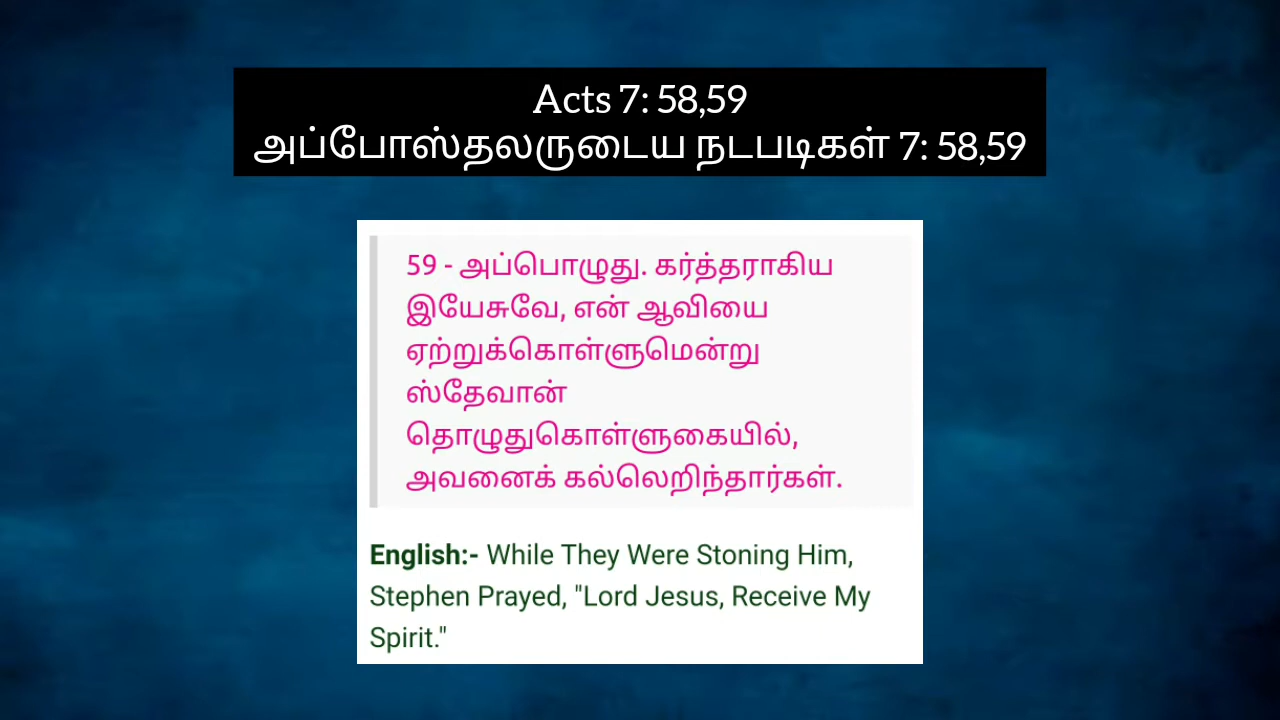 Acts 7: 58,59
அப்போஸ்தலருடைய நடபடிகள் 7: 58,59
59 - அப்பொழுது. கர்த்தராகிய
இயேசுவே, என் ஆவியை
ஏற்றுக்கொள்ளுமென்று
ஸ்தேவான்
தொழுதுகொள்ளுகையில்,
அவனைக் கல்லெறிந்தார்கள்.
English:- While They Were Stoning Him,
Stephen Prayed, "Lord Jesus, Receive My
Spirit."